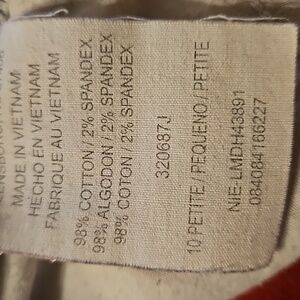 MADE IN VIETNAM
HECHO EN VIETNAM
FABRIQUE AU VIETNAM
98% COTTON / 2% SPANDEX
98% ALGODON / 2% SPANDEX
98% COTON / 2% SPANDEX
320687J
10 PETITE / PEQUENO / PETITE
NIE-LMDH43891
084084166227